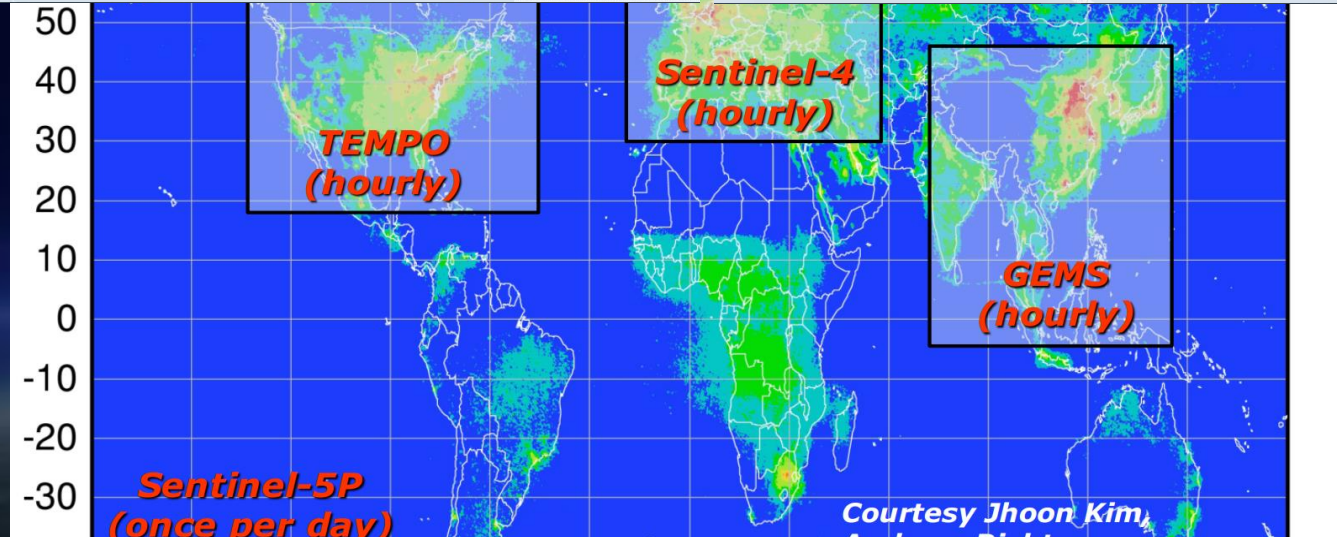 50
40
30
20
10
0
-10
-20
-30
TEMPO
(hourly)
Sentinel-4
(hourly)
GEMS
(hourly)
Sentinel-5P
(once per day)
Courtesy Jhoon Kim,